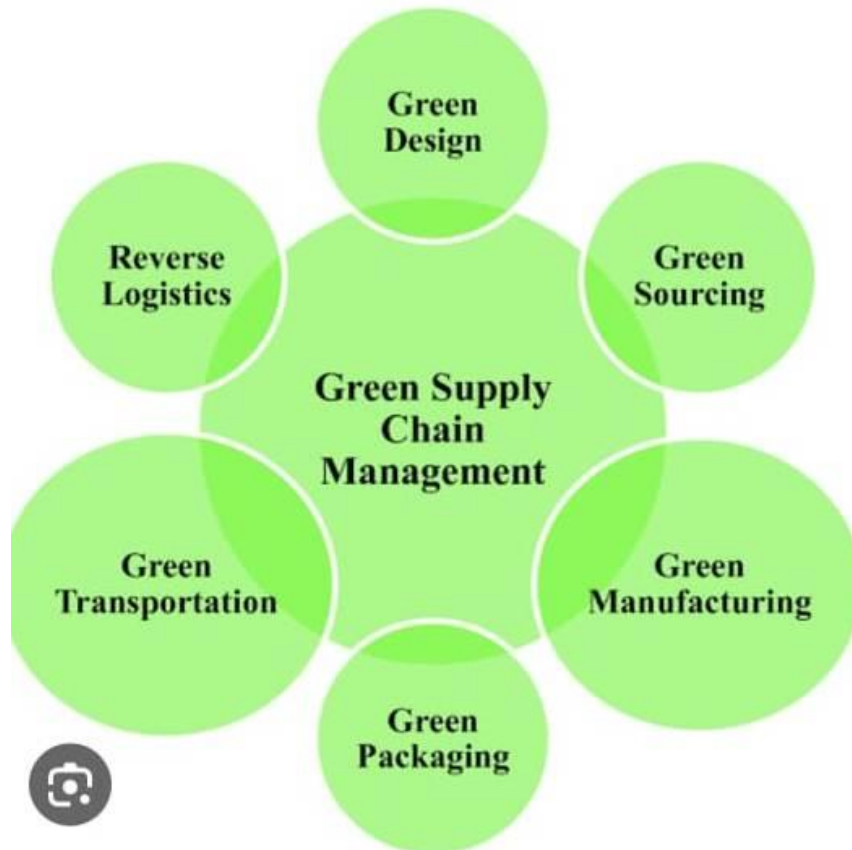 Green
Design
Reverse
Logistics
Green
Sourcing
Green Supply
Chain
Management
Green
Transportation
Green
Manufacturing
Green
Packaging